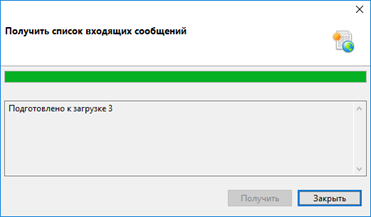 Получить список входящих сообщений
Подготовлено к загрузке 3
Получить
Закрыть